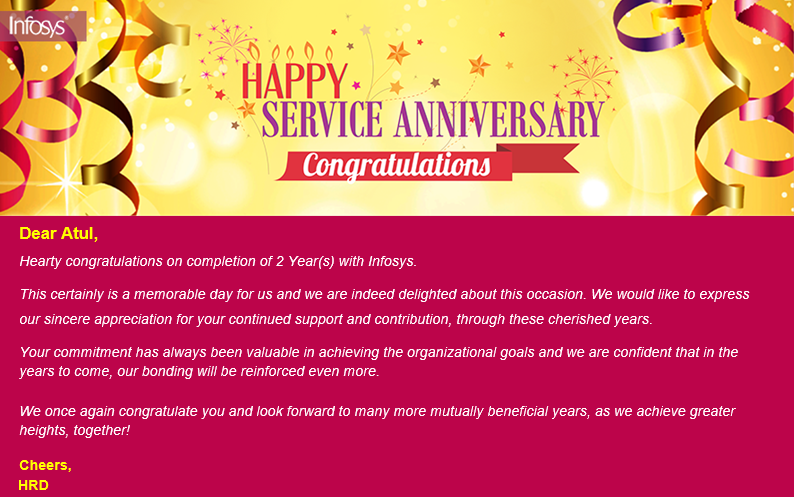 Infosys
HAPPY
SERVICE ANNIVERSARY
Congratulations
Dear Atul,
Hearty congratulations on completion of 2 Year(s) with Infosys.
This certainly is a memorable day for us and we are indeed delighted about this occasion. We would like to express
our sincere appreciation for your continued support and contribution, through these cherished years.
Your commitment has always been valuable in achieving the organizational goals and we are confident that in the
years to come, our bonding will be reinforced even more.
We once again congratulate you and look forward to many more mutually beneficial years, as we achieve greater
heights, together!
Cheers,
HRD